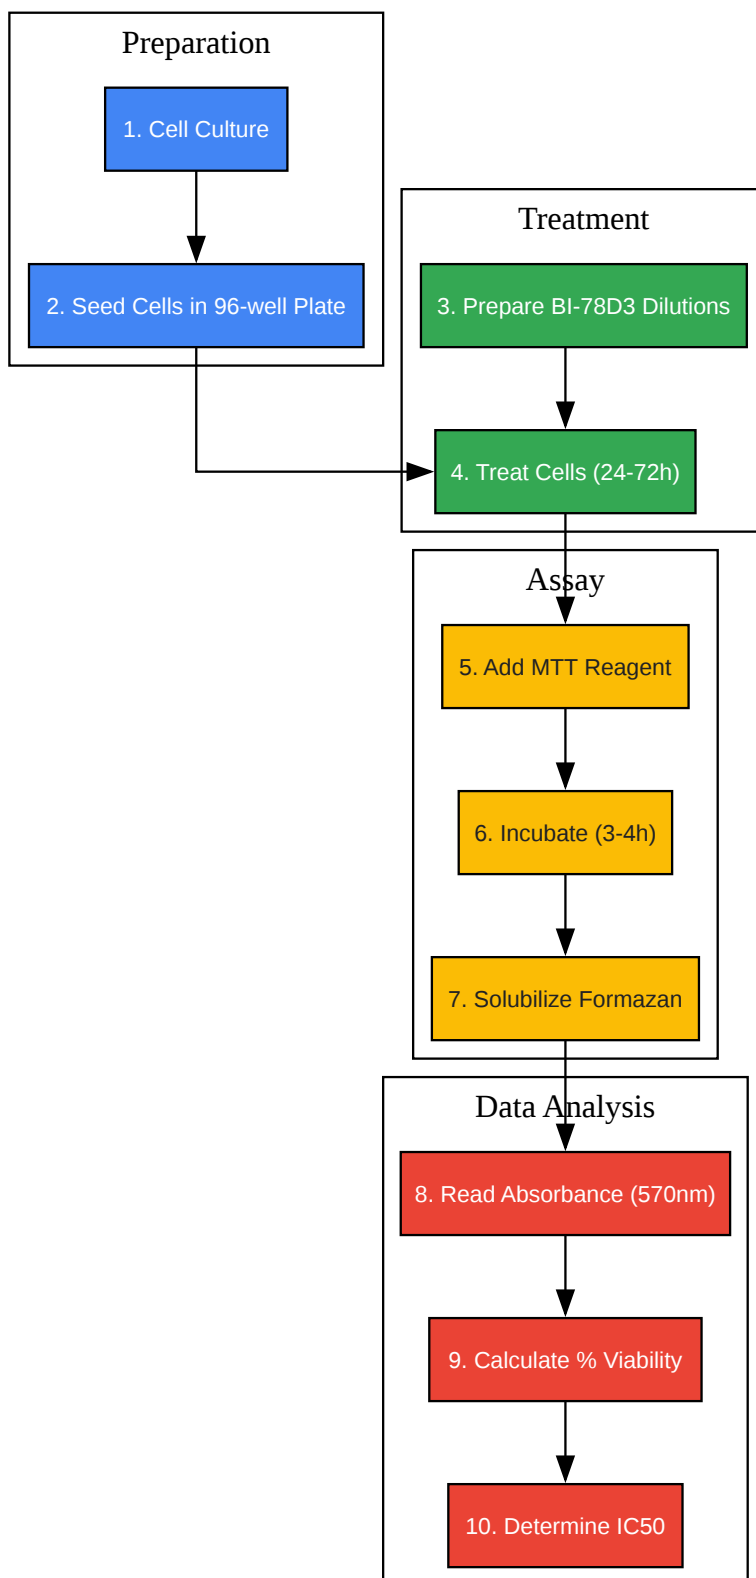 Preparation
1. Cell Culture
2. Seed Cells in 96-well Plate
Treatment
3. Prepare BI-78D3 Dilutions
4. Treat Cells (24-72h)
Assay
5. Add MTT Reagent
6. Incubate (3-4h)
7. Solubilize Formazan
Data Analysis
8. Read Absorbance (570nm)
9. Calculate % Viability
10. Determine IC50